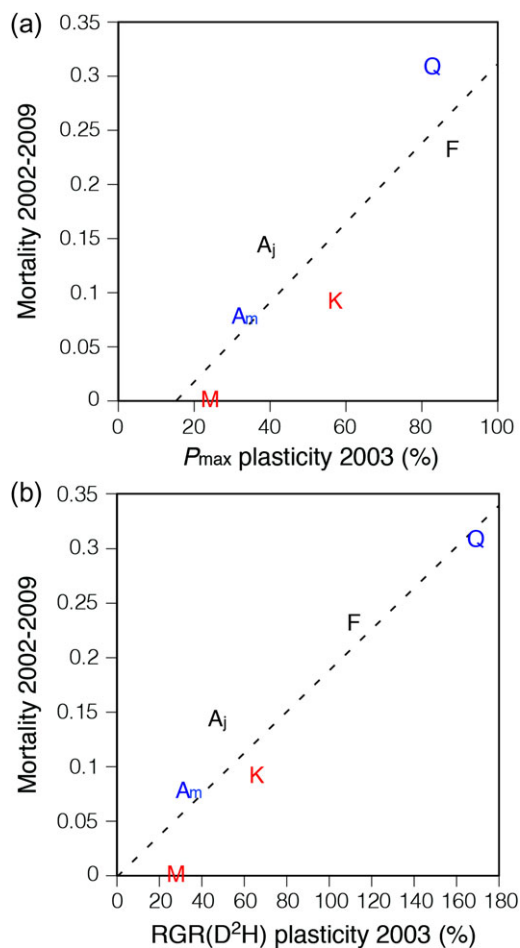 (a)
Mortality 2002-2009
0.35
0.3
0.25
0.2
0.15
0.1
0.05
0
Q
F
Aj
K
Am
M
0 20 40 60 80 100
Pmax plasticity 2003 (%)
(b)
Mortality 2002-2009
0.35
0.3
0.25
0.2
0.15
0.1
0.05
0
Q
F
Aj
K
Am
M
0 20 40 60 80 100 120 140 160 180
RGR(D²H) plasticity 2003 (%)